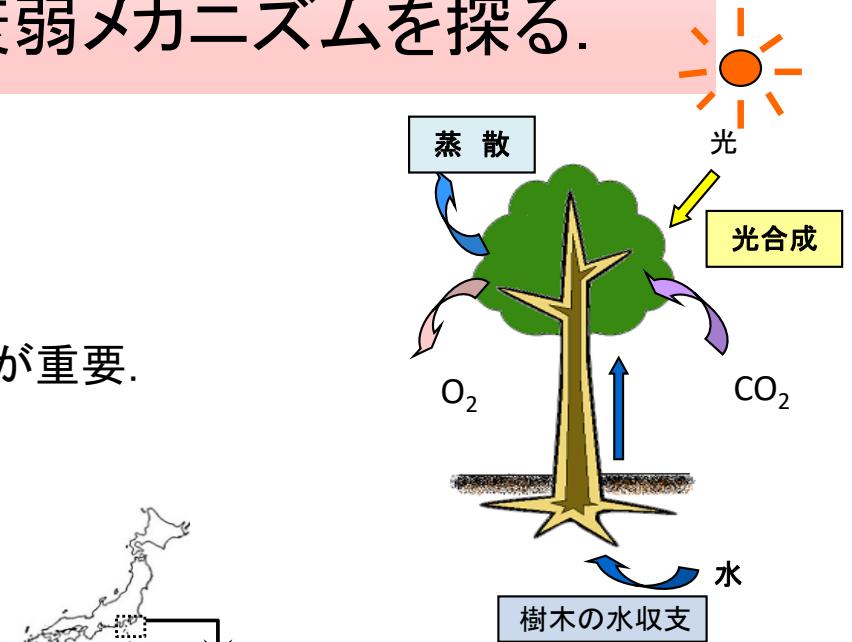 弱メカニズムを探る.
蒸 散
光
光合成
が重要.
O₂
CO₂
水
樹木の水収支